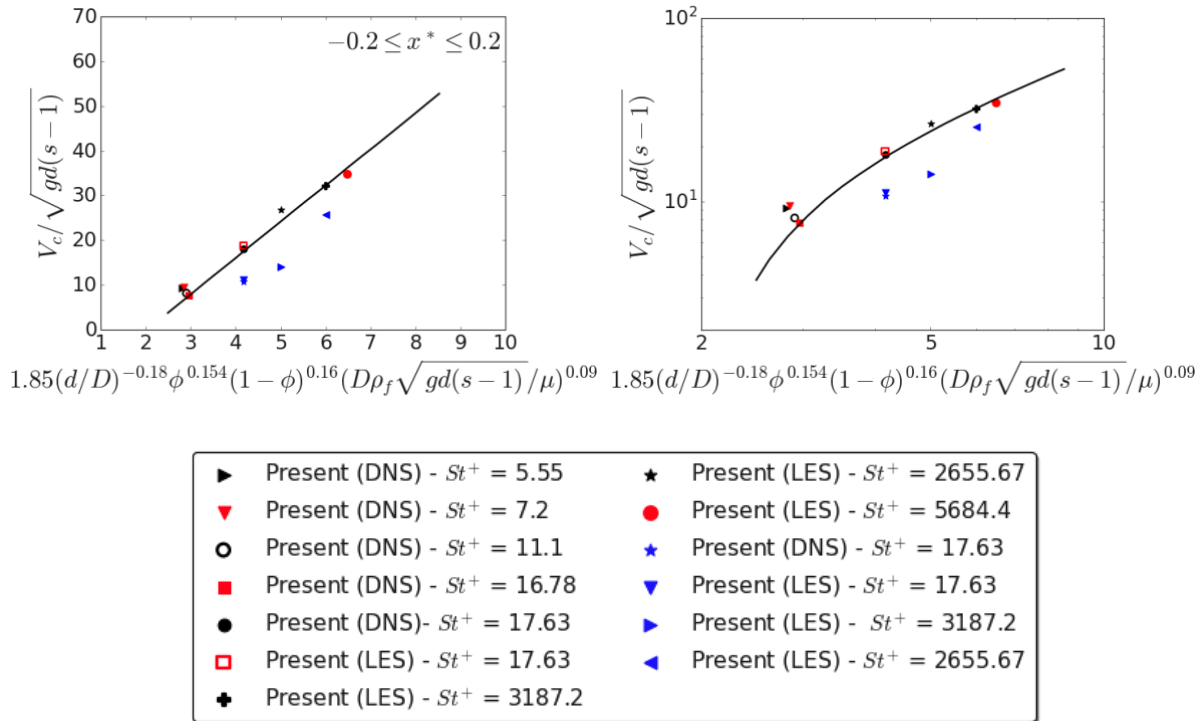 70
60
50
40
30
20
10
0
1 2 3 4 5 6 7 8 9 10
−0.2 ≤ x* ≤ 0.2
V_c/√gd(s − 1)
1.85(d/D)^−0.18 ϕ^0.154 (1 − ϕ)^0.16 (Dρ_f √gd(s − 1)/μ)^0.09
10^2
10^1
2 5 10
V_c/√gd(s − 1)
1.85(d/D)^−0.18 ϕ^0.154 (1 − ϕ)^0.16 (Dρ_f √gd(s − 1)/μ)^0.09
Present (DNS) - St^+ = 5.55
Present (DNS) - St^+ = 7.2
Present (DNS) - St^+ = 11.1
Present (DNS) - St^+ = 16.78
Present (DNS)- St^+ = 17.63
Present (LES) - St^+ = 17.63
Present (LES) - St^+ = 3187.2
Present (LES) - St^+ = 2655.67
Present (LES) - St^+ = 5684.4
Present (DNS) - St^+ = 17.63
Present (LES) - St^+ = 17.63
Present (LES) - St^+ = 3187.2
Present (LES) - St^+ = 2655.67